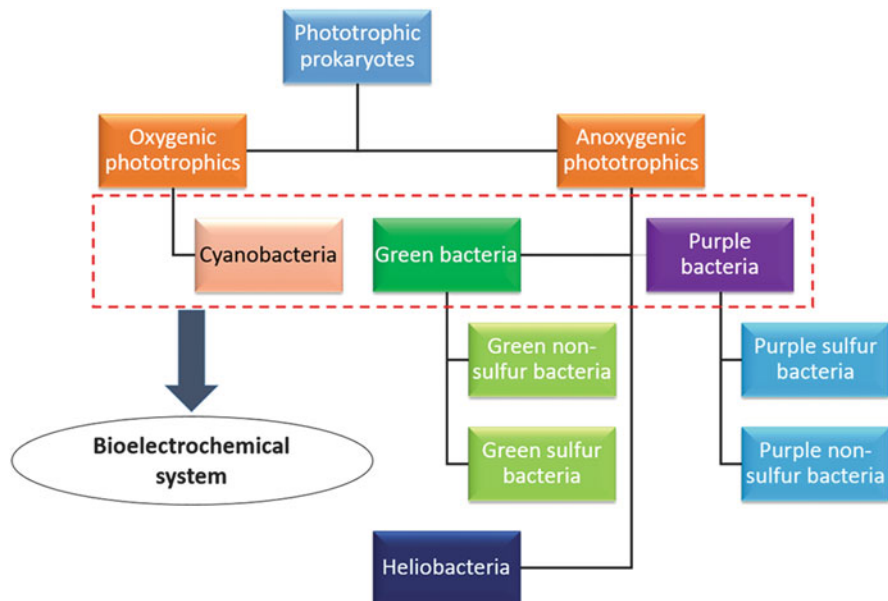 Phototrophic
prokaryotes
Oxygenic
phototrophics
Anoxygenic
phototrophics
Cyanobacteria
Green bacteria
Purple
bacteria
Green non-
sulfur bacteria
Purple sulfur
bacteria
Bioelectrochemical
system
Green sulfur
bacteria
Purple non-
sulfur bacteria
Heliobacteria